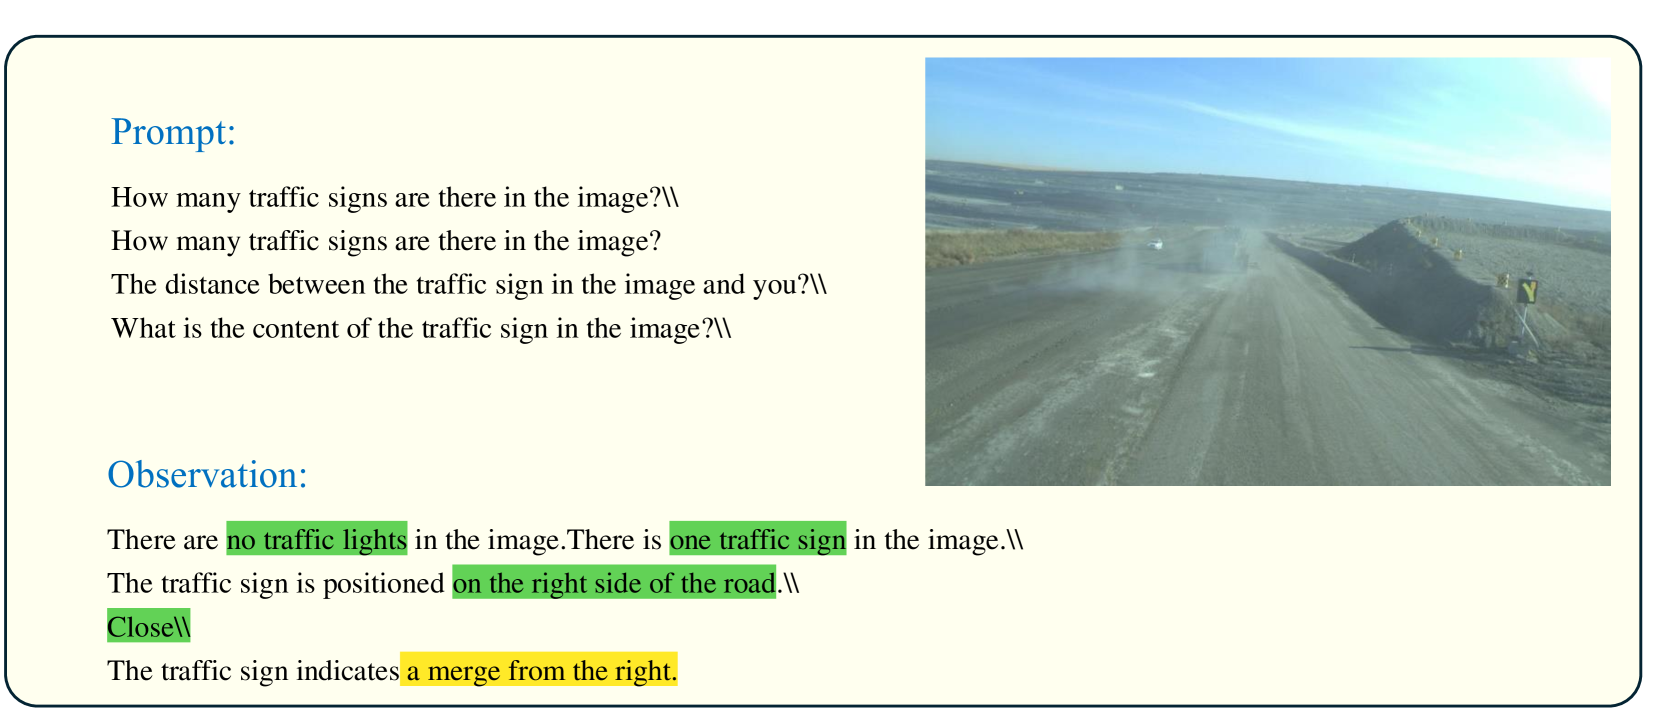 Prompt:
How many traffic signs are there in the image?\\
How many traffic signs are there in the image?
The distance between the traffic sign in the image and you?\\
What is the content of the traffic sign in the image?\\
Observation:
There are no traffic lights in the image.There is one traffic sign in the image.\\
The traffic sign is positioned on the right side of the road.\\
Close\\
The traffic sign indicates a merge from the right.